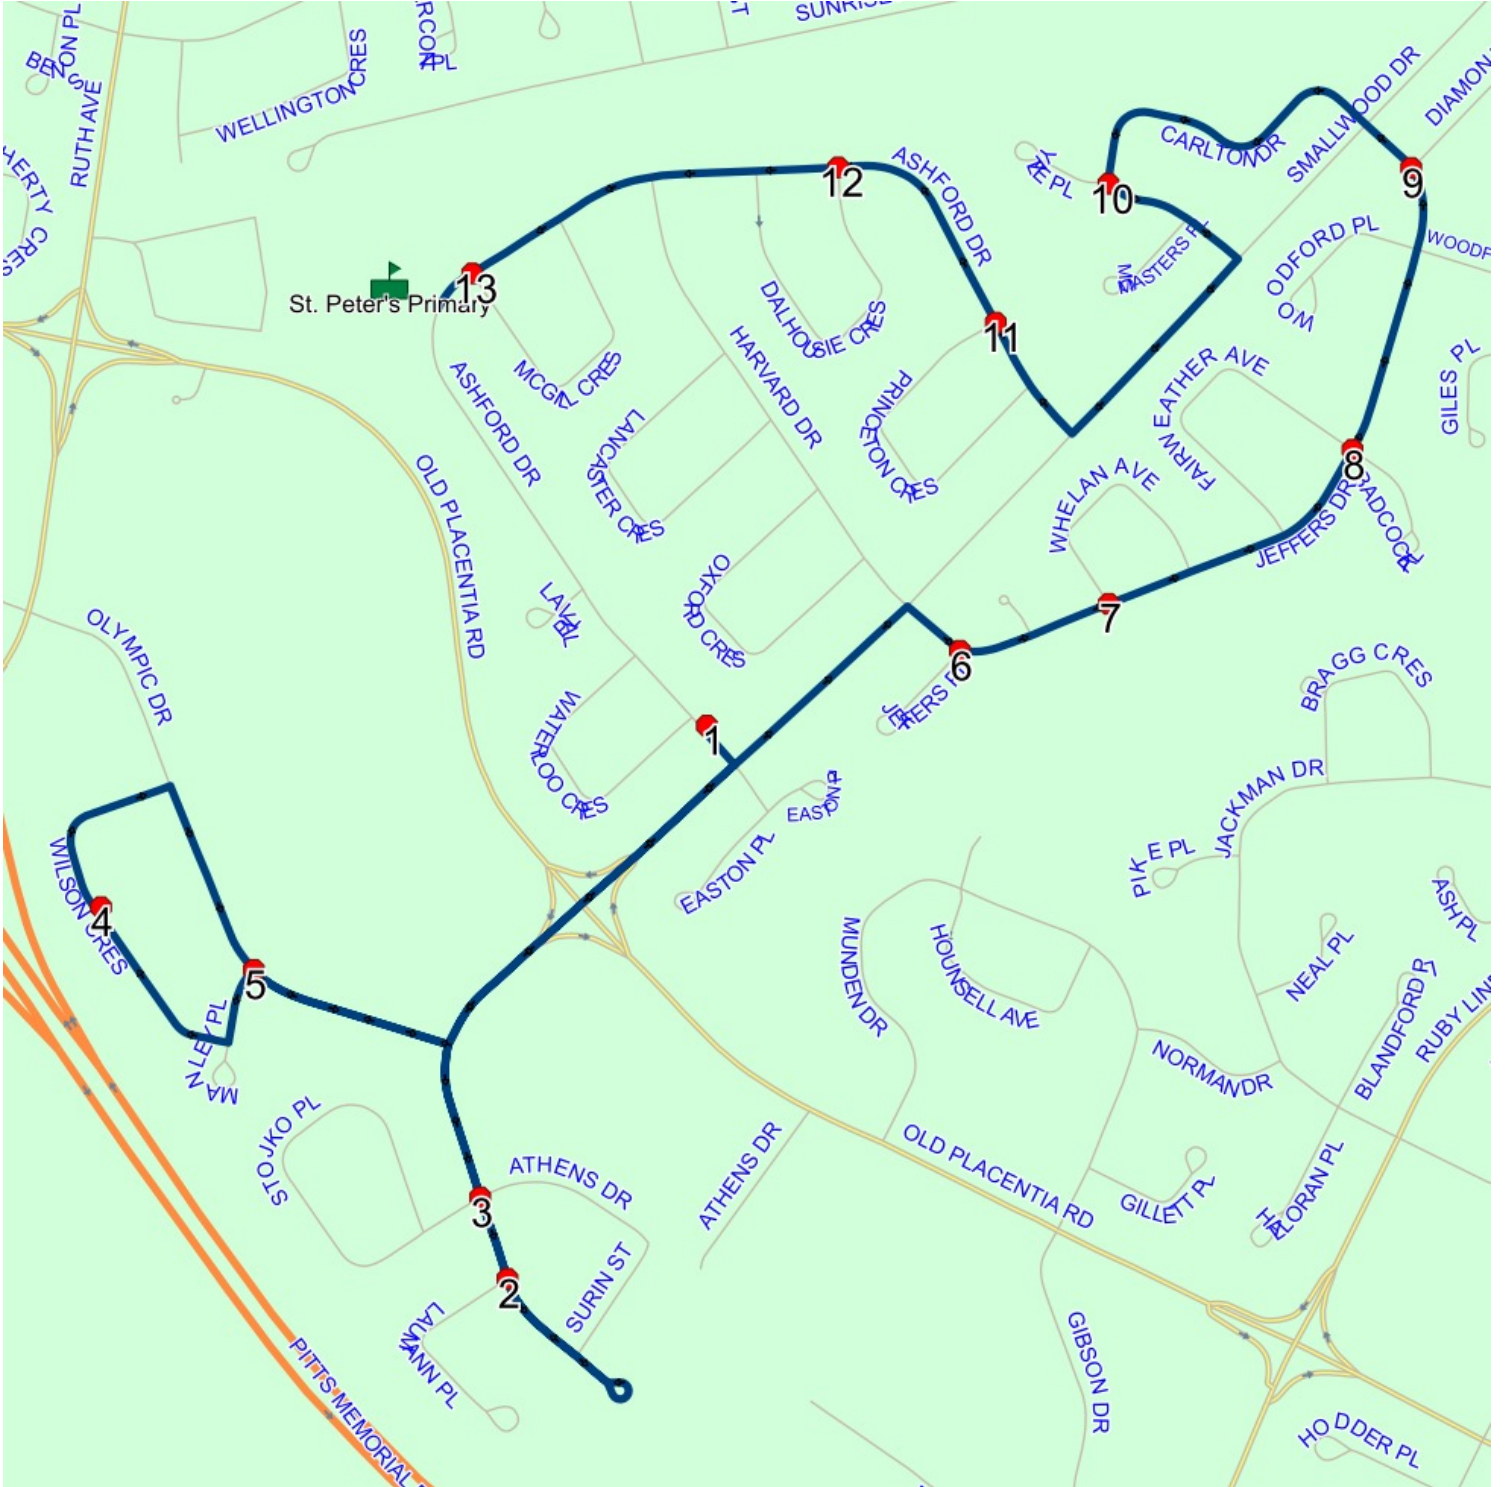 SUNRISE
WELLINGTON CRES
RUTH AVE
SMALLWOOD DR
CARLTON DR
ASHFORD DR
12
9
10
MASTERS PL
WOODFORD PL
St. Peter's Primary
13
DALHOUSIE CRES
11
MCGILL CRES
HARVARD DR
ASHFORD DR
PRINCETON CRES
LANCASTER CRES
FAIRWEATHER AVE
GILES PL
WHELAN AVE
8
BADCOCK PL
JEFFERS DR
OLD PLACENTIA RD
OXFORD CRES
7
6
JEFFERS PL
LAVAL PL
OLYMPIC DR
WATERLOO CRES
1
EASTON PL
EASTON PL
BRAGG CRES
JACKMAN DR
PIKE PL
ASH PL
WILSON CRES
4
5
MANLEY PL
MUNDEN DR
HOUNSELL AVE
NEAL PL
BLANDFORD PL
RUBY LINE
NORMAN DR
STOJKO PL
ATHENS DR
ATHENS DR
3
2
SURIN ST
LAUMANN PL
OLD PLACENTIA RD
GILLETT PL
HALORAN PL
GIBSON DR
HODDER PL
PITTS MEMORIAL